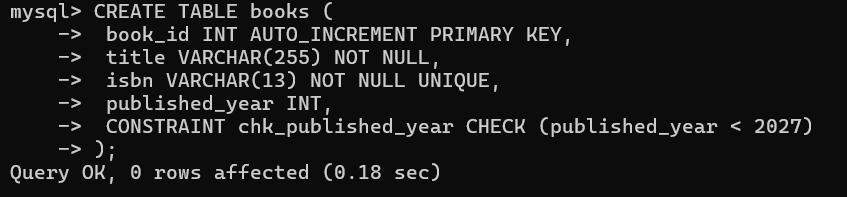 mysql> CREATE TABLE books (
    ->  book_id INT AUTO_INCREMENT PRIMARY KEY,
    ->  title VARCHAR(255) NOT NULL,
    ->  isbn VARCHAR(13) NOT NULL UNIQUE,
    ->  published_year INT,
    ->  CONSTRAINT chk_published_year CHECK (published_year < 2027)
    -> );
Query OK, 0 rows affected (0.18 sec)